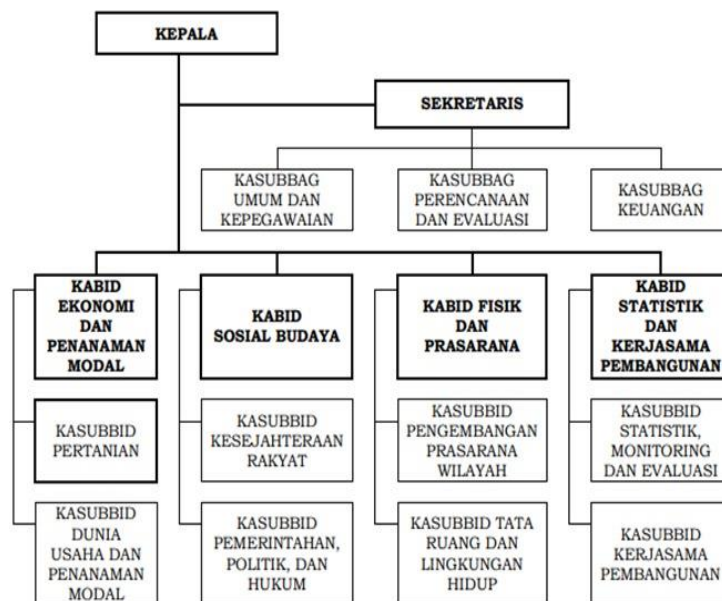 KEPALA
SEKRETARIS
KASUBBAG
UMUM DAN
KEPEGAWAIAN
KASUBBAG
PERENCANAAN
DAN EVALUASI
KASUBBAG
KEUANGAN
KABID
EKONOMI
DAN
PENANAMAN
MODAL
KABID
SOSIAL BUDAYA
KABID FISIK
DAN
PRASARANA
KABID
STATISTIK
DAN
KERJASAMA
PEMBANGUNAN
KASUBBID
PERTANIAN
KASUBBID
KESEJAHTERAAN
RAKYAT
KASUBBID
PENGEMBANGAN
PRASARANA
WILAYAH
KASUBBID
STATISTIK,
MONITORING
DAN EVALUASI
KASUBBID
DUNIA
USAHA DAN
PENANAMAN
MODAL
KASUBBID
PEMERINTAHAN,
POLITIK, DAN
HUKUM
KASUBBID TATA
RUANG DAN
LINGKUNGAN
HIDUP
KASUBBID
KERJASAMA
PEMBANGUNAN